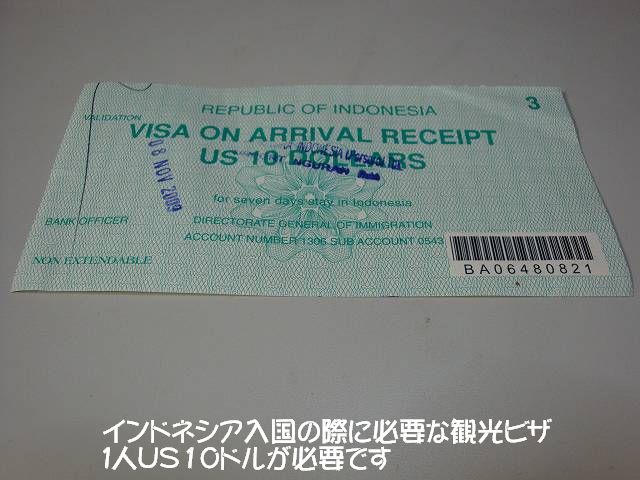 REPUBLIC OF INDONESIA
3
VALIDATION
VISA ON ARRIVAL RECEIPT
US 10 DOLLARS
08 NOV
NGURAH
for seven days stay in Indonesia
BANK OFFICER
DIRECTORATE GENERAL OF IMMIGRATION
ACCOUNT NUMBER 1306 SUB ACCOUNT 0543
NON EXTENDABLE
BA06480821
インドネシア入国の際に必要な観光ビザ
1人US10ドルが必要です